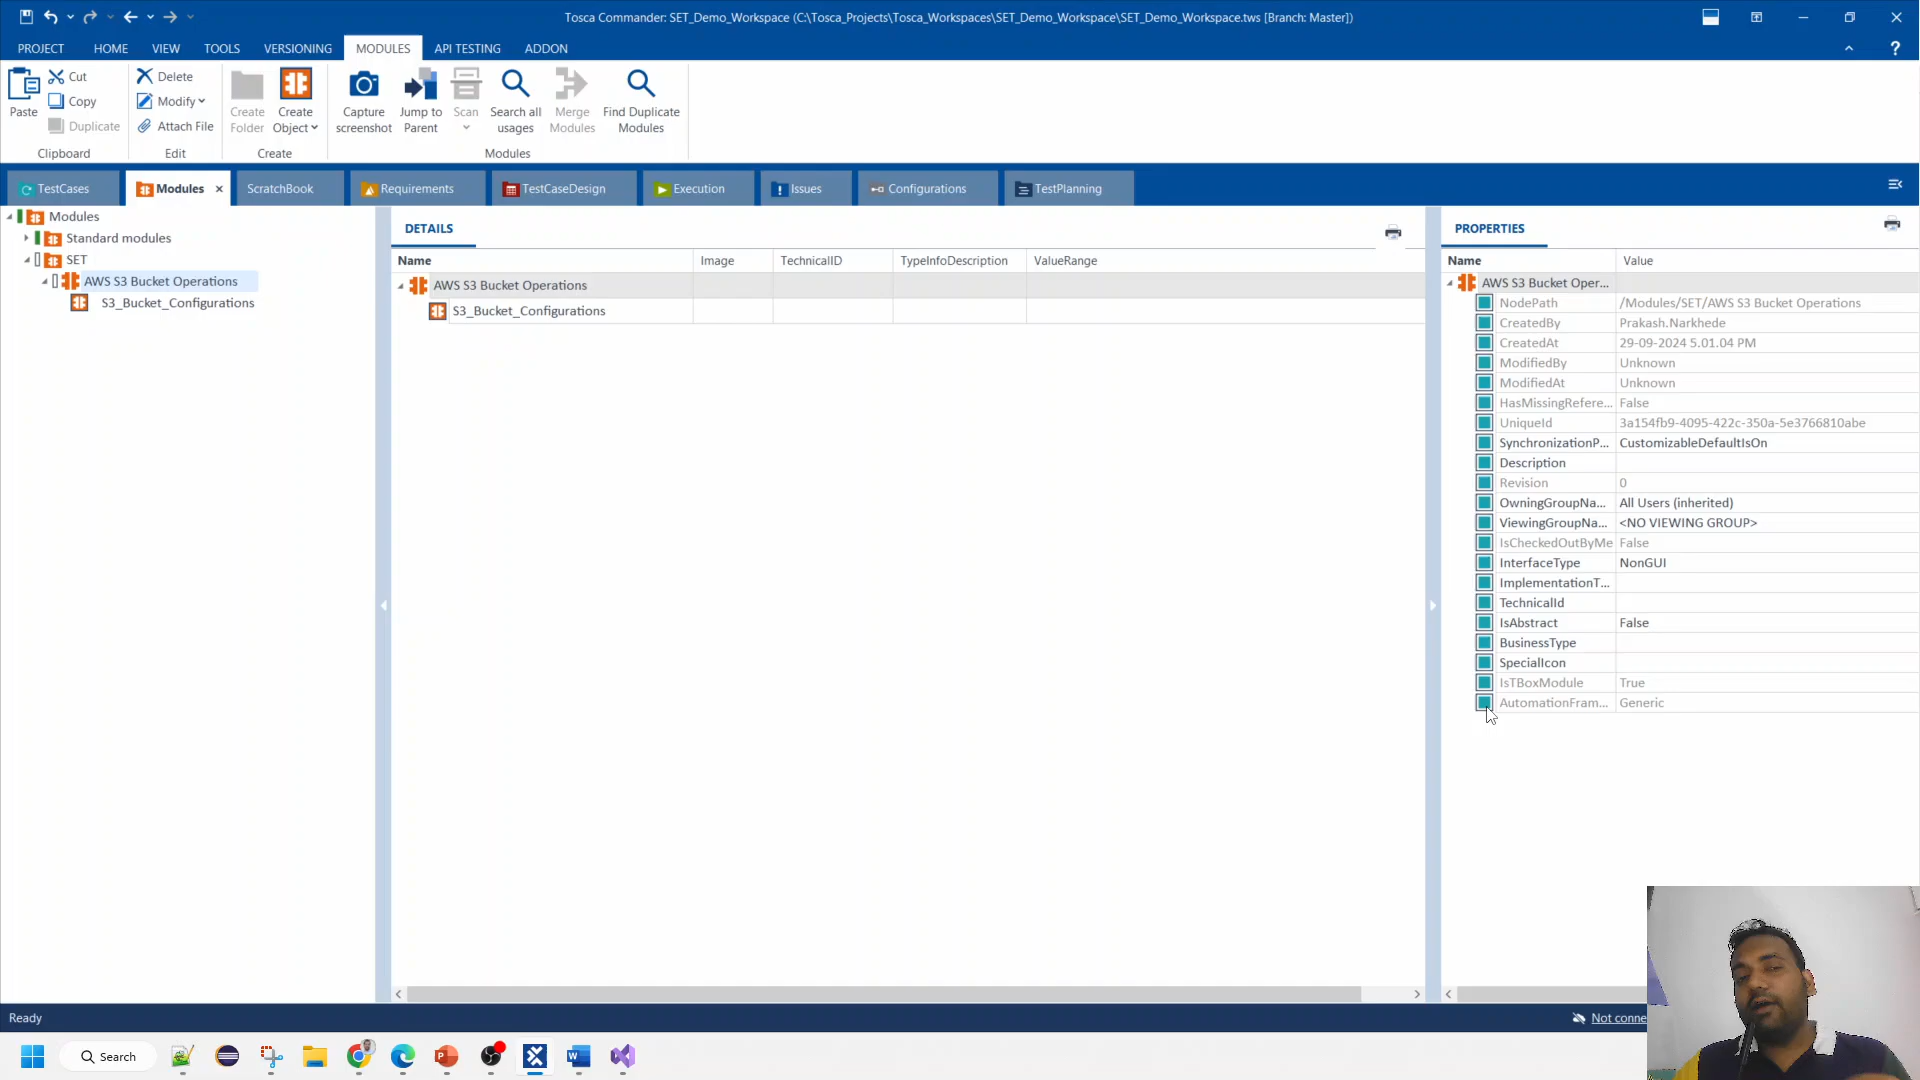 Tosca Commander: SET_Demo_Workspace (C:\Tosca_Projects\Tosca_Workspaces\SET_Demo_Workspace\SET_Demo_Workspace.tws [Branch: Master])
PROJECT HOME VIEW TOOLS VERSIONING MODULES API TESTING ADDON
Paste Cut Copy Duplicate
Delete Modify Attach File
Create Folder Create Object
Capture screenshot Jump to Parent Scan Search all usages Merge Modules Find Duplicate Modules
Clipboard Edit Create Modules
TestCases Modules ScratchBook Requirements TestCaseDesign Execution Issues Configurations TestPlanning
Modules
Standard modules
SET
AWS S3 Bucket Operations
S3_Bucket_Configurations
DETAILS
Name Image TechnicalID TypeInfoDescription ValueRange
AWS S3 Bucket Operations
S3_Bucket_Configurations
PROPERTIES
Name Value
AWS S3 Bucket Oper...
NodePath /Modules/SET/AWS S3 Bucket Operations
CreatedBy Prakash.Narkhede
CreatedAt 29-09-2024 5.01.04 PM
ModifiedBy Unknown
ModifiedAt Unknown
HasMissingRefere... False
UniqueId 3a154fb9-4095-422c-350a-5e3766810abe
SynchronizationP... CustomizableDefaultIsOn
Description
Revision 0
OwningGroupNa... All Users (inherited)
ViewingGroupNa... <NO VIEWING GROUP>
IsCheckedOutByMe False
InterfaceType NonGUI
ImplementationT...
TechnicalId
IsAbstract False
BusinessType
SpecialIcon
IsTBoxModule True
AutomationFram... Generic
Ready Not conne
Search